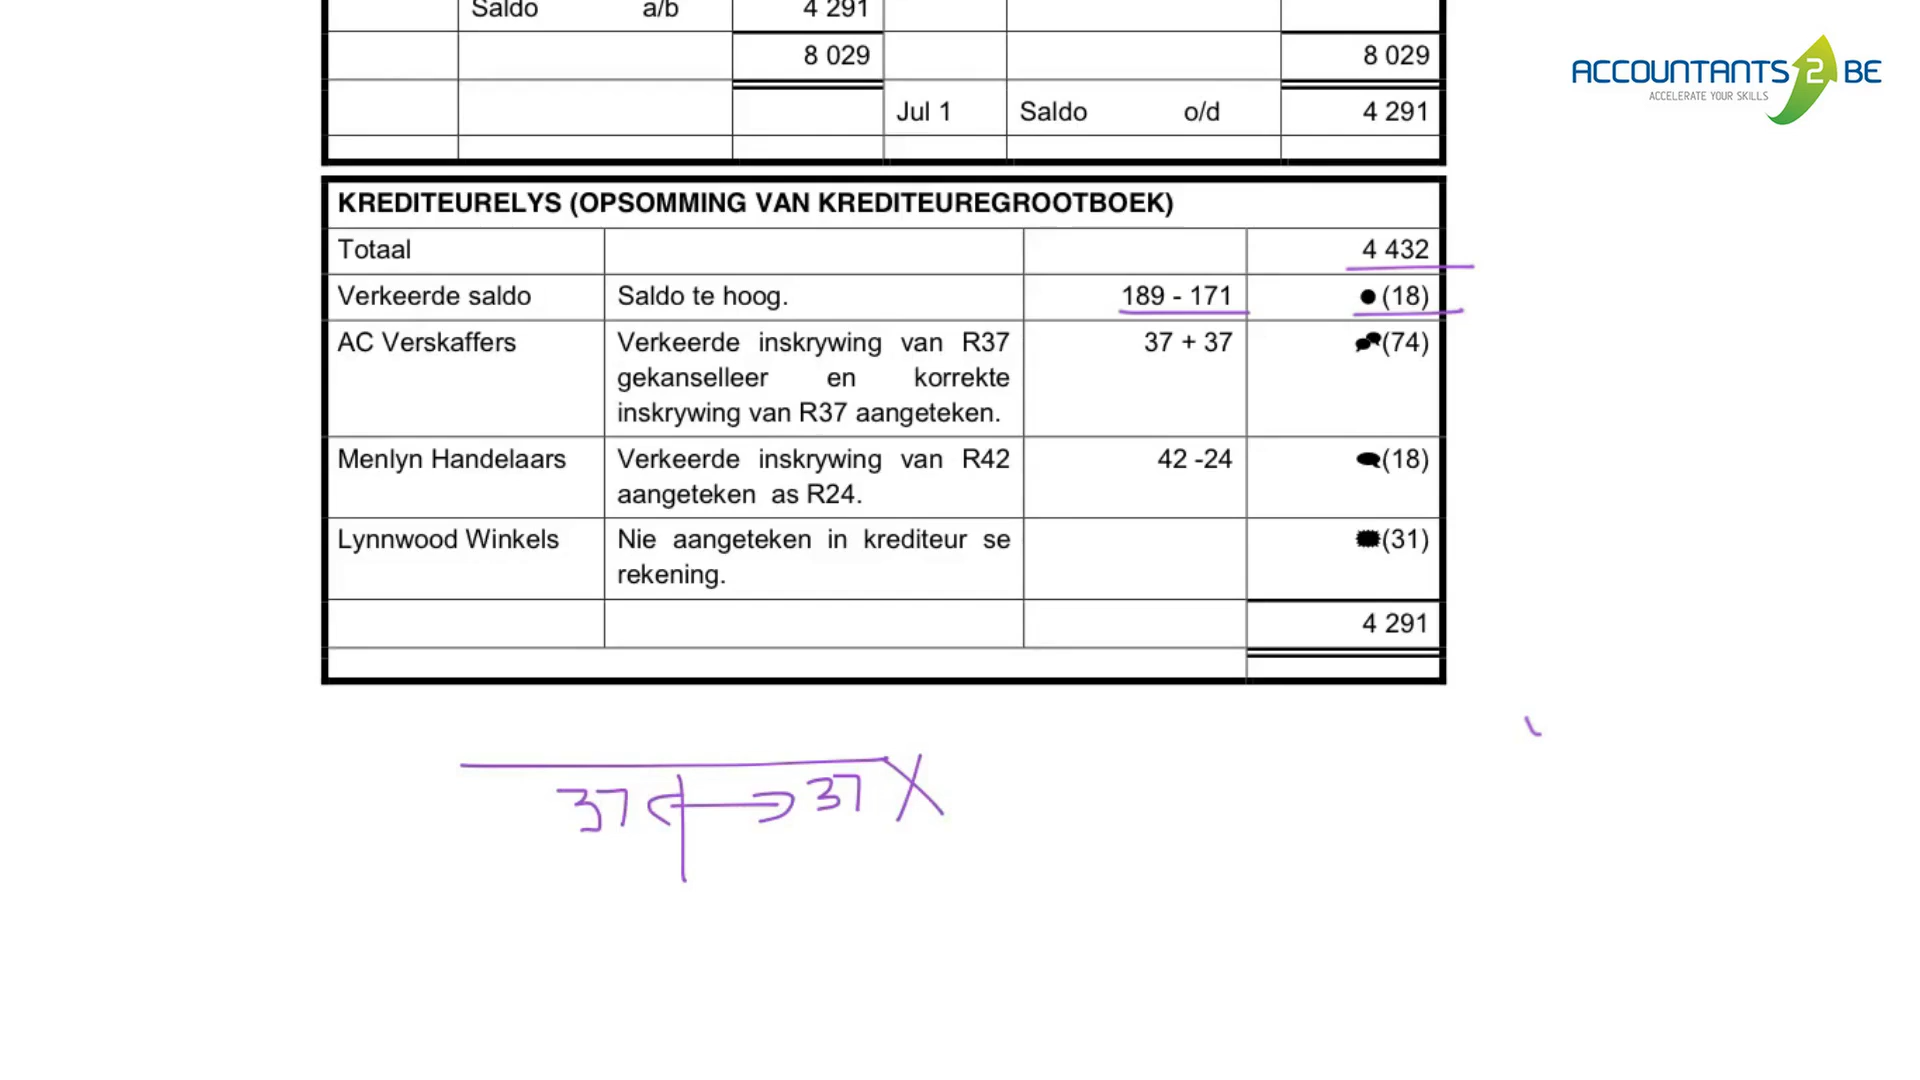 Saldo a/b 4 291
8 029 8 029
Jul 1 Saldo o/d 4 291
ACCOUNTANTS 2 BE
ACCELERATE YOUR SKILLS
KREDITEURELYS (OPSOMMING VAN KREDITEUREGROOTBOEK)
Totaal 4 432
Verkeerde saldo Saldo te hoog. 189 - 171 (18)
AC Verskaffers Verkeerde inskrywing van R37 37 + 37 (74)
gekanselleer en korrekte
inskrywing van R37 aangeteken.
Menlyn Handelaars Verkeerde inskrywing van R42 42 -24 (18)
aangeteken as R24.
Lynnwood Winkels Nie aangeteken in krediteur se (31)
rekening.
4 291
37 37 X